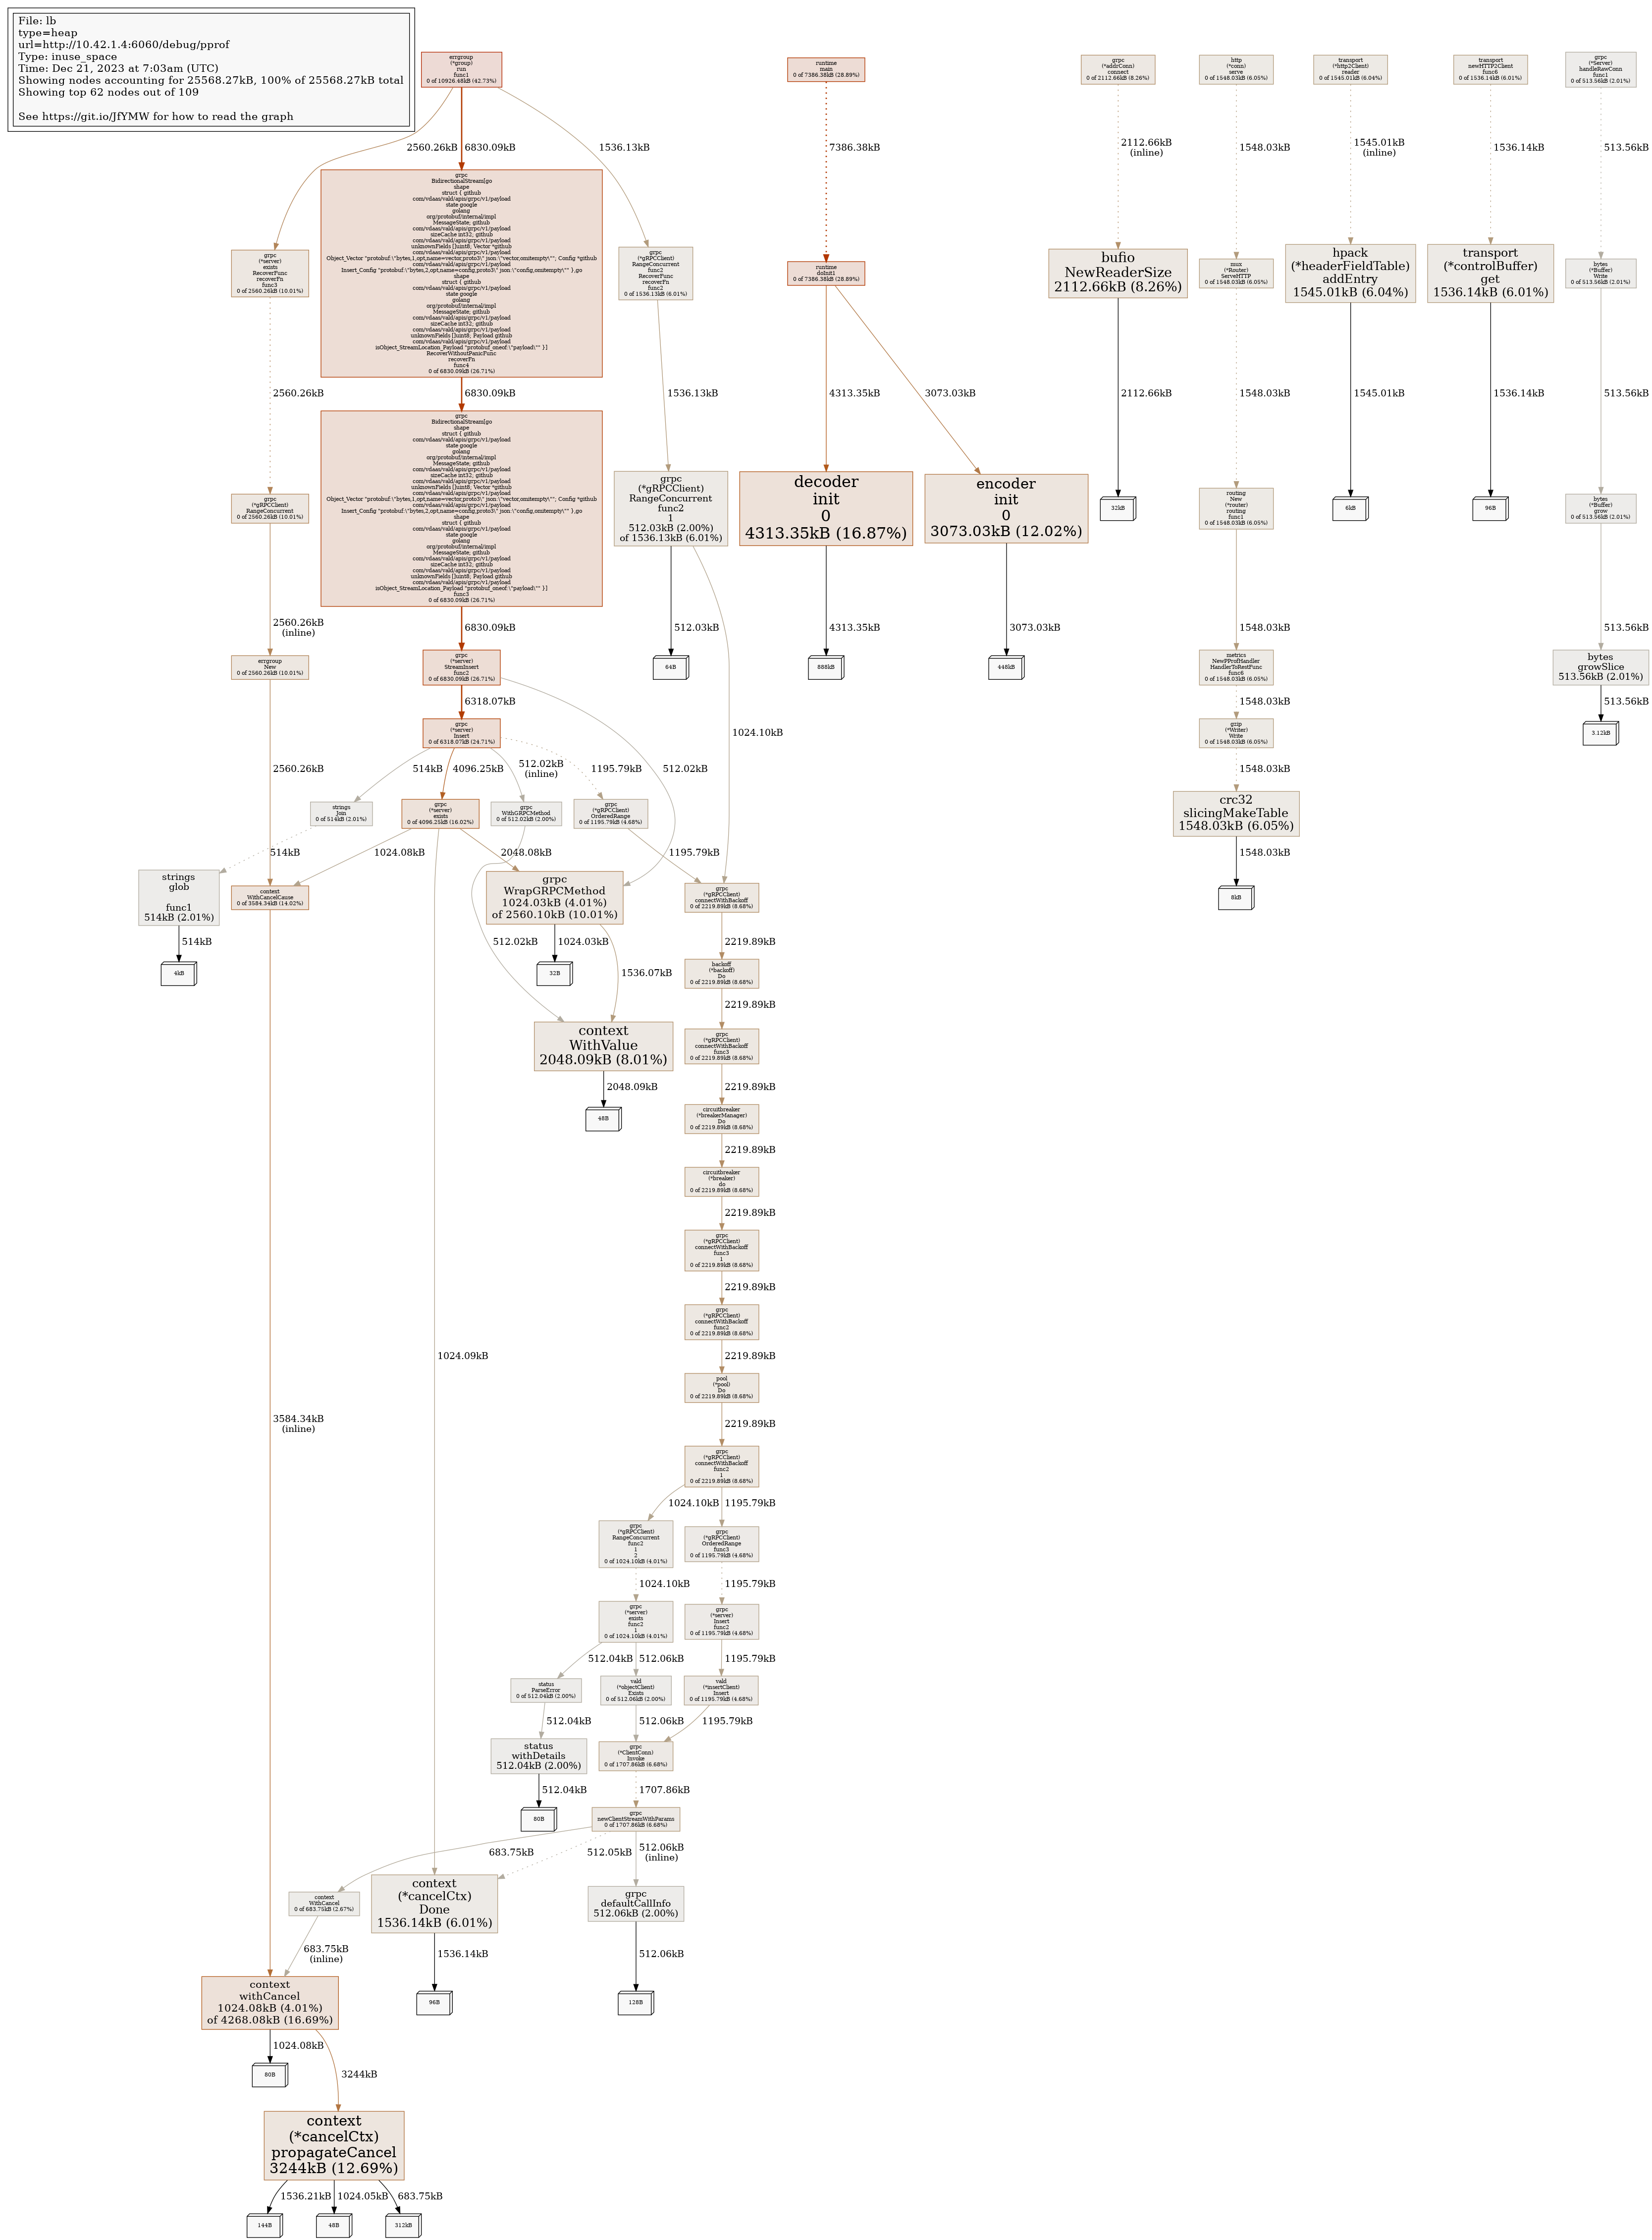 File: lb
type=heap
url=http://10.42.1.4:6060/debug/pprof
Type: inuse_space
Time: Dec 21, 2023 at 7:03am (UTC)
Showing nodes accounting for 25568.27kB, 100% of 25568.27kB total
Showing top 62 nodes out of 109
See https://git.io/JfYMW for how to read the graph
errgroup
(*group)
run
func1
0 of 10926.48kB (42.73%)
runtime
main
0 of 7386.38kB (28.89%)
grpc
(*addrConn)
connect
0 of 2112.66kB (8.26%)
http
(*conn)
serve
0 of 1548.03kB (6.05%)
transport
(*http2Client)
reader
0 of 1545.01kB (6.04%)
transport
newHTTP2Client
func6
0 of 1536.14kB (6.01%)
grpc
(*Server)
handleRawConn
func1
0 of 513.56kB (2.01%)
2560.26kB
6830.09kB
1536.13kB
7386.38kB
2112.66kB
(inline)
1548.03kB
1545.01kB
(inline)
1536.14kB
513.56kB
grpc
(*server)
exists
RecoverFunc
recoverFn
func3
0 of 2560.26kB (10.01%)
grpc
BidirectionalStream[go
shape
struct { github
com/vdaas/vald/apis/grpc/v1/payload
state google
golang
org/protobuf/internal/impl
MessageState; github
com/vdaas/vald/apis/grpc/v1/payload
sizeCache int32; github
com/vdaas/vald/apis/grpc/v1/payload
unknownFields []uint8; Vector *github
com/vdaas/vald/apis/grpc/v1/payload
Object_Vector "protobuf:\"bytes,1,opt,name=vector,proto3\" json:\"vector,omitempty\""; Config *github
com/vdaas/vald/apis/grpc/v1/payload
Insert_Config "protobuf:\"bytes,2,opt,name=config,proto3\" json:\"config,omitempty\"" },go
shape
struct { github
com/vdaas/vald/apis/grpc/v1/payload
state google
golang
org/protobuf/internal/impl
MessageState; github
com/vdaas/vald/apis/grpc/v1/payload
sizeCache int32; github
com/vdaas/vald/apis/grpc/v1/payload
unknownFields []uint8; Payload github
com/vdaas/vald/apis/grpc/v1/payload
isObject_StreamLocation_Payload "protobuf_oneof:\"payload\"" }]
RecoverWithoutPanicFunc
recoverFn
func4
0 of 6830.09kB (26.71%)
grpc
(*gRPCClient)
RangeConcurrent
func2
RecoverFunc
recoverFn
func2
0 of 1536.13kB (6.01%)
runtime
doInit1
0 of 7386.38kB (28.89%)
bufio
NewReaderSize
2112.66kB (8.26%)
mux
(*Router)
ServeHTTP
0 of 1548.03kB (6.05%)
hpack
(*headerFieldTable)
addEntry
1545.01kB (6.04%)
transport
(*controlBuffer)
get
1536.14kB (6.01%)
bytes
(*Buffer)
Write
0 of 513.56kB (2.01%)
2560.26kB
6830.09kB
1536.13kB
4313.35kB
3073.03kB
2112.66kB
1548.03kB
1545.01kB
1536.14kB
513.56kB
grpc
(*gRPCClient)
RangeConcurrent
0 of 2560.26kB (10.01%)
grpc
BidirectionalStream[go
shape
struct { github
com/vdaas/vald/apis/grpc/v1/payload
state google
golang
org/protobuf/internal/impl
MessageState; github
com/vdaas/vald/apis/grpc/v1/payload
sizeCache int32; github
com/vdaas/vald/apis/grpc/v1/payload
unknownFields []uint8; Vector *github
com/vdaas/vald/apis/grpc/v1/payload
Object_Vector "protobuf:\"bytes,1,opt,name=vector,proto3\" json:\"vector,omitempty\""; Config *github
com/vdaas/vald/apis/grpc/v1/payload
Insert_Config "protobuf:\"bytes,2,opt,name=config,proto3\" json:\"config,omitempty\"" },go
shape
struct { github
com/vdaas/vald/apis/grpc/v1/payload
state google
golang
org/protobuf/internal/impl
MessageState; github
com/vdaas/vald/apis/grpc/v1/payload
sizeCache int32; github
com/vdaas/vald/apis/grpc/v1/payload
unknownFields []uint8; Payload github
com/vdaas/vald/apis/grpc/v1/payload
isObject_StreamLocation_Payload "protobuf_oneof:\"payload\"" }]
func3
0 of 6830.09kB (26.71%)
grpc
(*gRPCClient)
RangeConcurrent
func2
1
512.03kB (2.00%)
of 1536.13kB (6.01%)
decoder
init
0
4313.35kB (16.87%)
encoder
init
0
3073.03kB (12.02%)
32kB
routing
New
(*router)
routing
func1
0 of 1548.03kB (6.05%)
6kB
96B
bytes
(*Buffer)
grow
0 of 513.56kB (2.01%)
2560.26kB
(inline)
6830.09kB
512.03kB
4313.35kB
3073.03kB
1548.03kB
513.56kB
errgroup
New
0 of 2560.26kB (10.01%)
grpc
(*server)
StreamInsert
func2
0 of 6830.09kB (26.71%)
64B
888kB
448kB
metrics
NewPProfHandler
HandlerToRestFunc
func6
0 of 1548.03kB (6.05%)
bytes
growSlice
513.56kB (2.01%)
6318.07kB
1548.03kB
513.56kB
grpc
(*server)
Insert
0 of 6318.07kB (24.71%)
1024.10kB
gzip
(*Writer)
Write
0 of 1548.03kB (6.05%)
3.12kB
2560.26kB
514kB
4096.25kB
512.02kB
(inline)
1195.79kB
512.02kB
1548.03kB
strings
Join
0 of 514kB (2.01%)
grpc
(*server)
exists
0 of 4096.25kB (16.02%)
grpc
WithGRPCMethod
0 of 512.02kB (2.00%)
grpc
(*gRPCClient)
OrderedRange
0 of 1195.79kB (4.68%)
crc32
slicingMakeTable
1548.03kB (6.05%)
514kB
1024.08kB
2048.08kB
1195.79kB
1548.03kB
strings
glob
func1
514kB (2.01%)
context
WithCancelCause
0 of 3584.34kB (14.02%)
grpc
WrapGRPCMethod
1024.03kB (4.01%)
of 2560.10kB (10.01%)
grpc
(*gRPCClient)
connectWithBackoff
0 of 2219.89kB (8.68%)
8kB
514kB
512.02kB
1024.03kB
2219.89kB
4kB
32B
1536.07kB
backoff
(*backoff)
Do
0 of 2219.89kB (8.68%)
2219.89kB
context
WithValue
2048.09kB (8.01%)
grpc
(*gRPCClient)
connectWithBackoff
func3
0 of 2219.89kB (8.68%)
2048.09kB
2219.89kB
48B
circuitbreaker
(*breakerManager)
Do
0 of 2219.89kB (8.68%)
2219.89kB
circuitbreaker
(*breaker)
do
0 of 2219.89kB (8.68%)
2219.89kB
grpc
(*gRPCClient)
connectWithBackoff
func3
1
0 of 2219.89kB (8.68%)
2219.89kB
grpc
(*gRPCClient)
connectWithBackoff
func2
0 of 2219.89kB (8.68%)
1024.09kB
2219.89kB
pool
(*pool)
Do
0 of 2219.89kB (8.68%)
3584.34kB
(inline)
2219.89kB
grpc
(*gRPCClient)
connectWithBackoff
func2
1
0 of 2219.89kB (8.68%)
1024.10kB
1195.79kB
grpc
(*gRPCClient)
RangeConcurrent
func2
1
2
0 of 1024.10kB (4.01%)
grpc
(*gRPCClient)
OrderedRange
func3
0 of 1195.79kB (4.68%)
1024.10kB
1195.79kB
grpc
(*server)
exists
func2
1
0 of 1024.10kB (4.01%)
grpc
(*server)
Insert
func2
0 of 1195.79kB (4.68%)
512.04kB
512.06kB
1195.79kB
status
ParseError
0 of 512.04kB (2.00%)
vald
(*objectClient)
Exists
0 of 512.06kB (2.00%)
vald
(*insertClient)
Insert
0 of 1195.79kB (4.68%)
512.04kB
512.06kB
1195.79kB
status
withDetails
512.04kB (2.00%)
grpc
(*ClientConn)
Invoke
0 of 1707.86kB (6.68%)
512.04kB
1707.86kB
80B
grpc
newClientStreamWithParams
0 of 1707.86kB (6.68%)
683.75kB
512.05kB
512.06kB
(inline)
context
WithCancel
0 of 683.75kB (2.67%)
context
(*cancelCtx)
Done
1536.14kB (6.01%)
grpc
defaultCallInfo
512.06kB (2.00%)
683.75kB
(inline)
1536.14kB
512.06kB
context
withCancel
1024.08kB (4.01%)
of 4268.08kB (16.69%)
96B
128B
1024.08kB
80B
3244kB
context
(*cancelCtx)
propagateCancel
3244kB (12.69%)
1536.21kB
1024.05kB
683.75kB
144B
48B
312kB